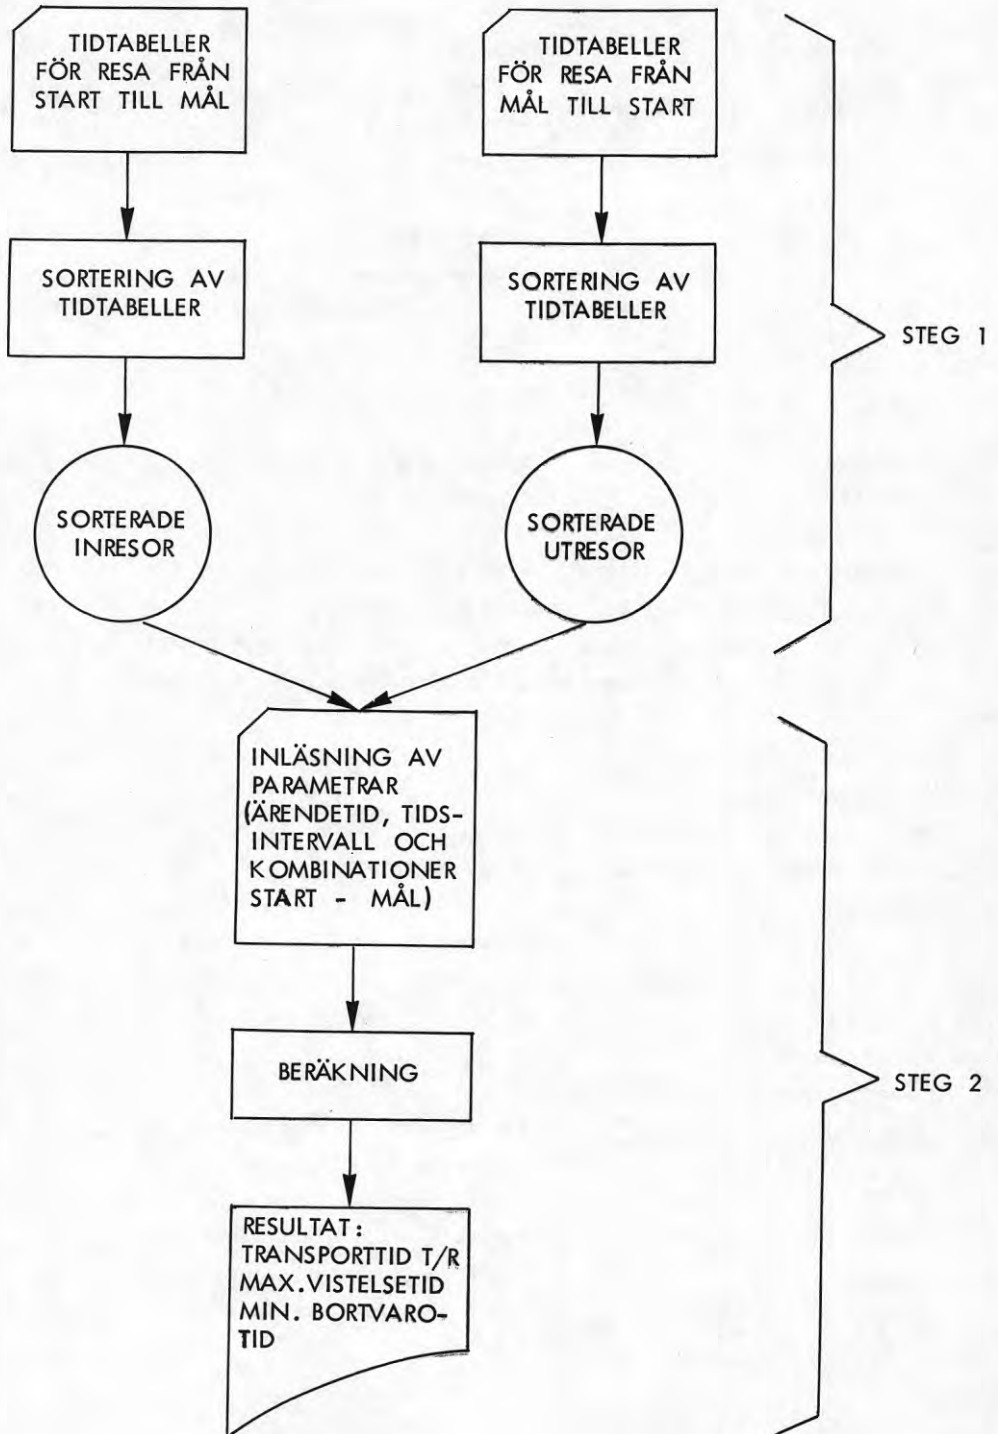 TIDTABELLER
FÖR RESA FRÅN
START TILL MÅL
TIDTABELLER
FÖR RESA FRÅN
MÅL TILL START
SORTERING AV
TIDTABELLER
SORTERING AV
TIDTABELLER
STEG 1
SORTERADE
INRESOR
SORTERADE
UTRESOR
INLÄSNING AV
PARAMETRAR
(ÄRENDETID, TIDS-
INTERVALL OCH
KOMBINATIONER
START - MÅL)
BERÄKNING
STEG 2
RESULTAT:
TRANSPORTTID T/R
MAX.VISTELSETID
MIN. BORTVARO-
TID